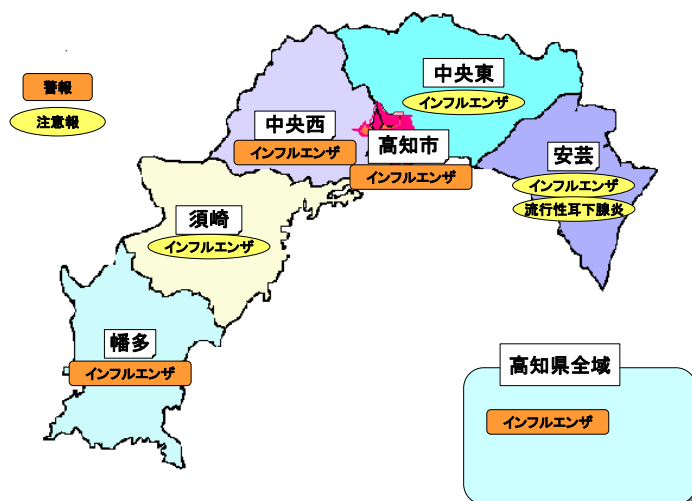 警報
注意報
中央東
インフルエンザ
中央西
インフルエンザ
高知市
インフルエンザ
安芸
インフルエンザ
流行性耳下腺炎
須崎
インフルエンザ
幡多
インフルエンザ
高知県全域
インフルエンザ